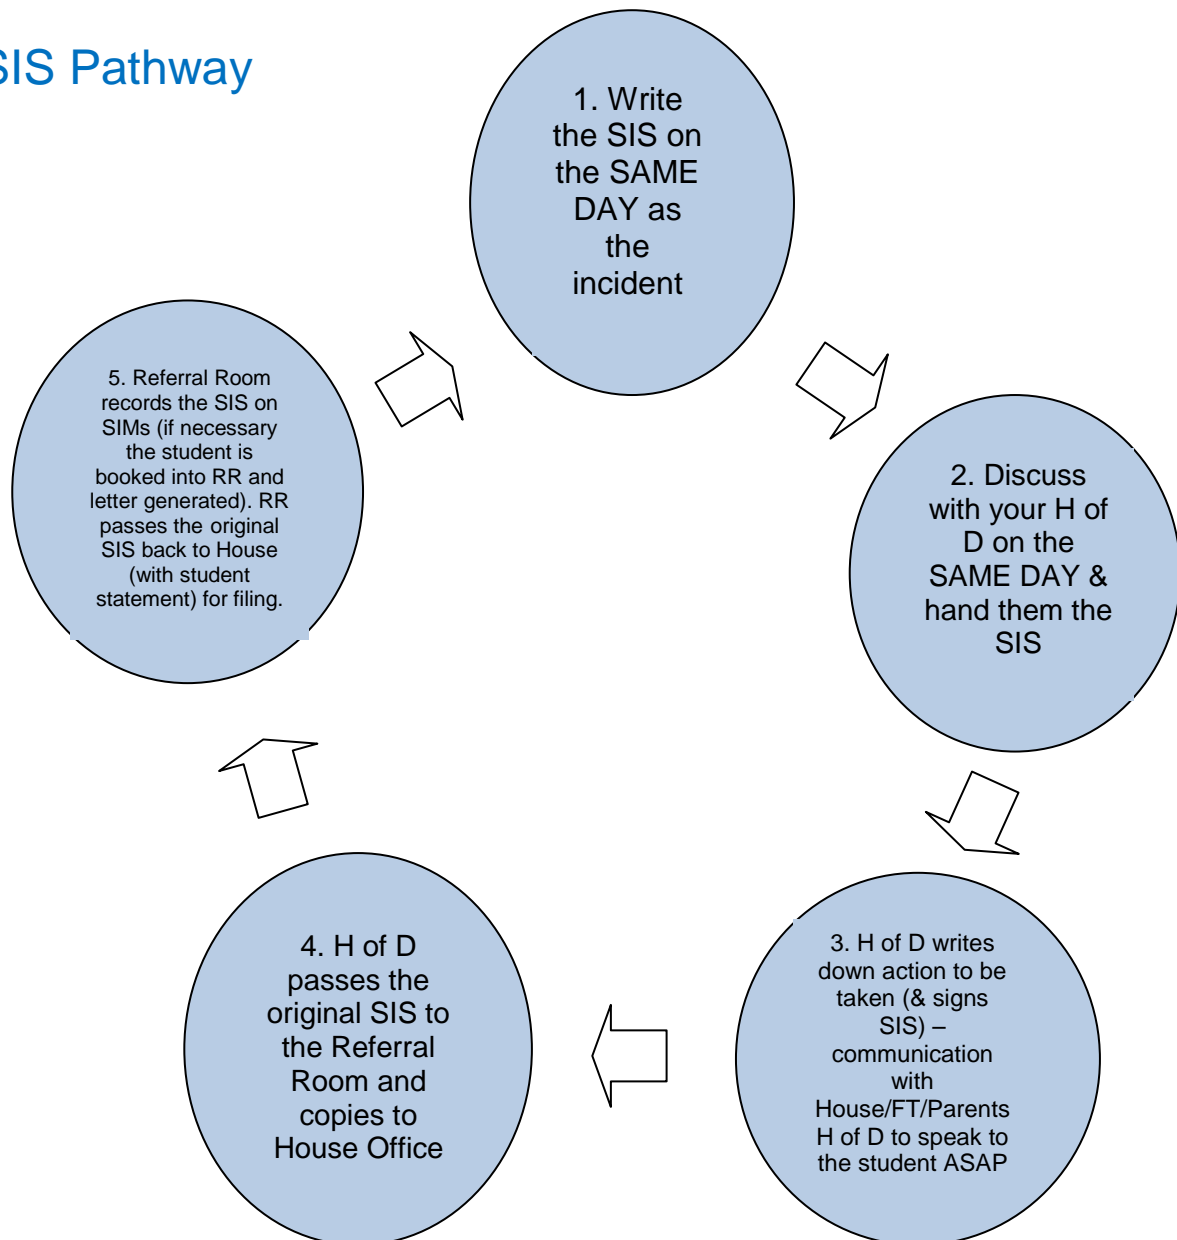 SIS Pathway
1. Write
the SIS on
the SAME
DAY as
the
incident
2. Discuss
with your H of
D on the
SAME DAY &
hand them the
SIS
3. H of D writes
down action to be
taken (& signs
SIS) –
communication
with
House/FT/Parents
H of D to speak to
the student ASAP
4. H of D
passes the
original SIS to
the Referral
Room and
copies to
House Office
5. Referral Room
records the SIS on
SIMs (if necessary
the student is
booked into RR and
letter generated). RR
passes the original
SIS back to House
(with student
statement) for filing.